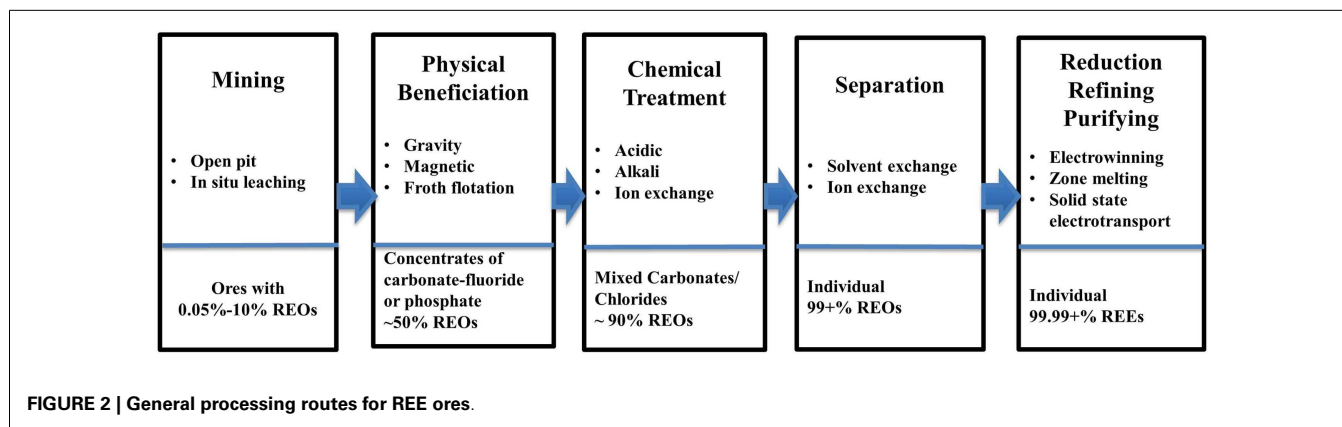 Mining
• Open pit
• In situ leaching
Ores with
0.05%-10% REOs
Physical
Beneficiation
• Gravity
• Magnetic
• Froth flotation
Concentrates of
carbonate-fluoride
or phosphate
~50% REOs
Chemical
Treatment
• Acidic
• Alkali
• Ion exchange
Mixed Carbonates/
Chlorides
~ 90% REOs
Separation
• Solvent exchange
• Ion exchange
Individual
99+% REOs
Reduction
Refining
Purifying
• Electrowinning
• Zone melting
• Solid state
electrotransport
Individual
99.99+% REEs
FIGURE 2 | General processing routes for REE ores.